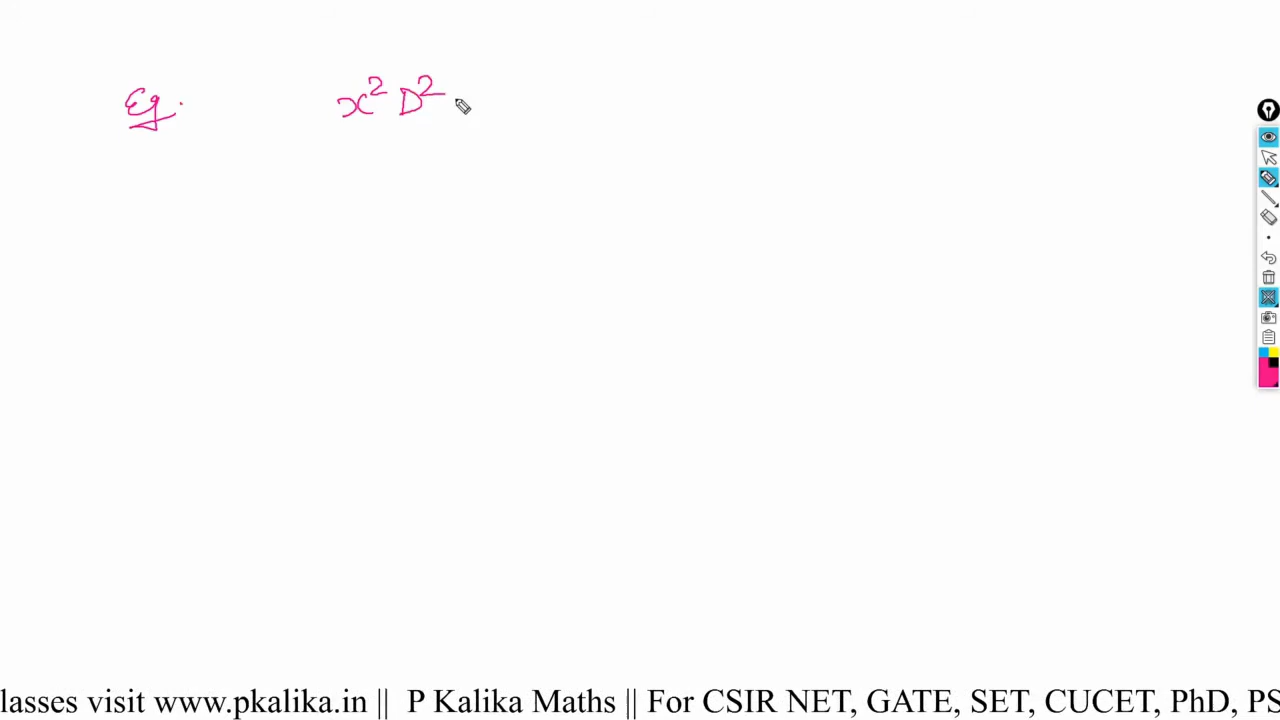 Eg. x² D²
lasses visit www.pkalika.in || P Kalika Maths || For CSIR NET, GATE, SET, CUCET, PhD, PS